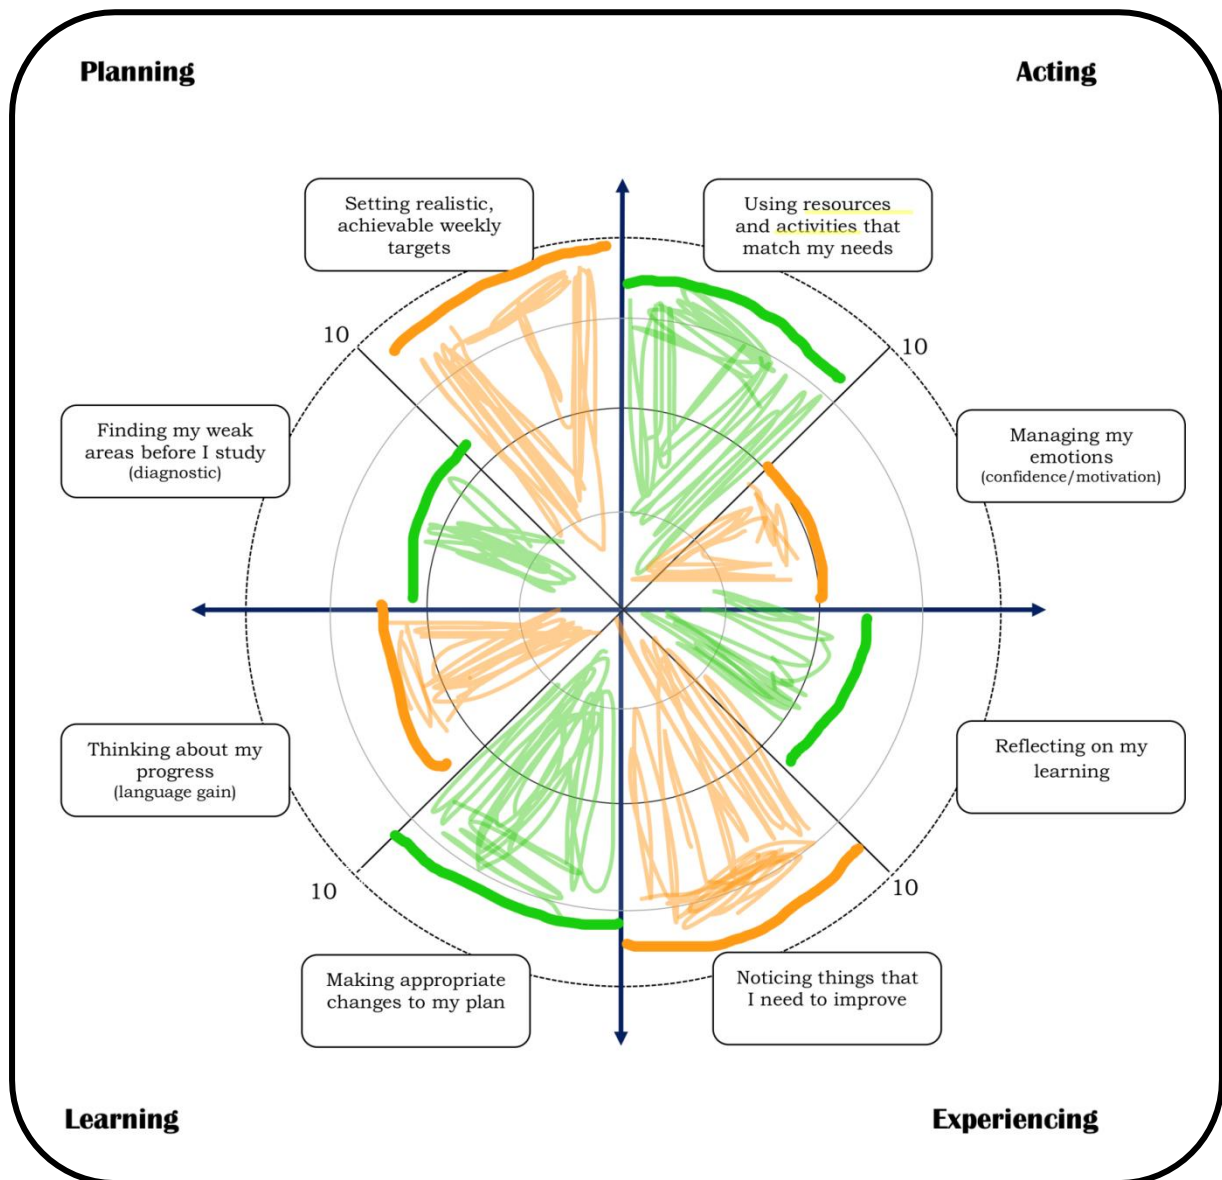 Planning
Acting
Setting realistic,
achievable weekly
targets
Using resources
and activities that
match my needs
10
10
Finding my weak
areas before I study
(diagnostic)
Managing my
emotions
(confidence/motivation)
Thinking about my
progress
(language gain)
Reflecting on my
learning
10
10
Making appropriate
changes to my plan
Noticing things that
I need to improve
Learning
Experiencing